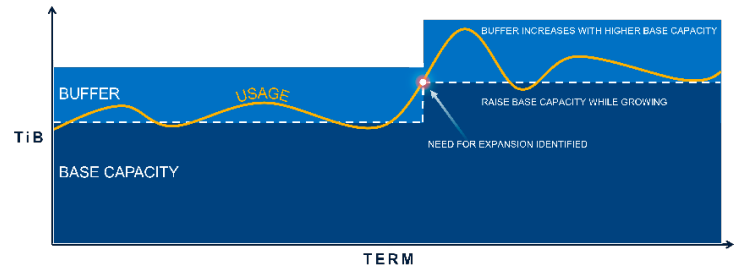 BUFFER INCREASES WITH HIGHER BASE CAPACITY
BUFFER
USAGE
RAISE BASE CAPACITY WHILE GROWING
TiB
NEED FOR EXPANSION IDENTIFIED
BASE CAPACITY
TERM